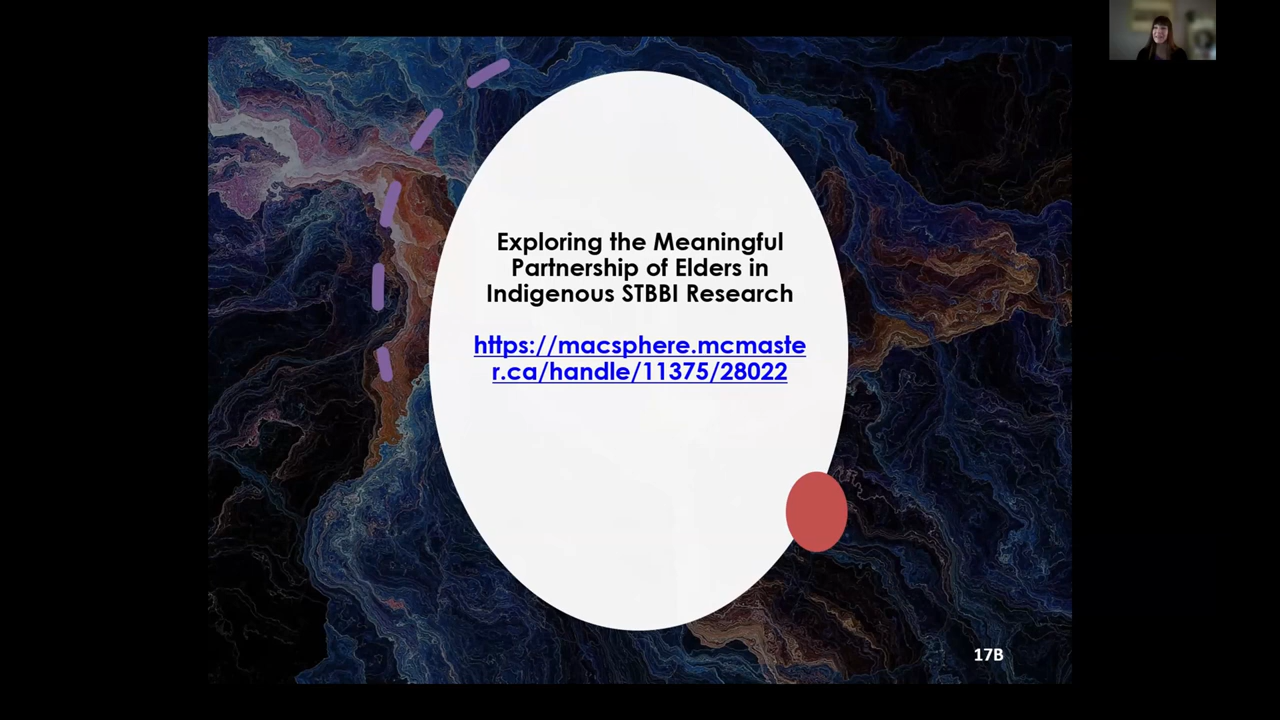 Exploring the Meaningful
Partnership of Elders in
Indigenous STBBI Research
https://macsphere.mcmaste
r.ca/handle/11375/28022
17B